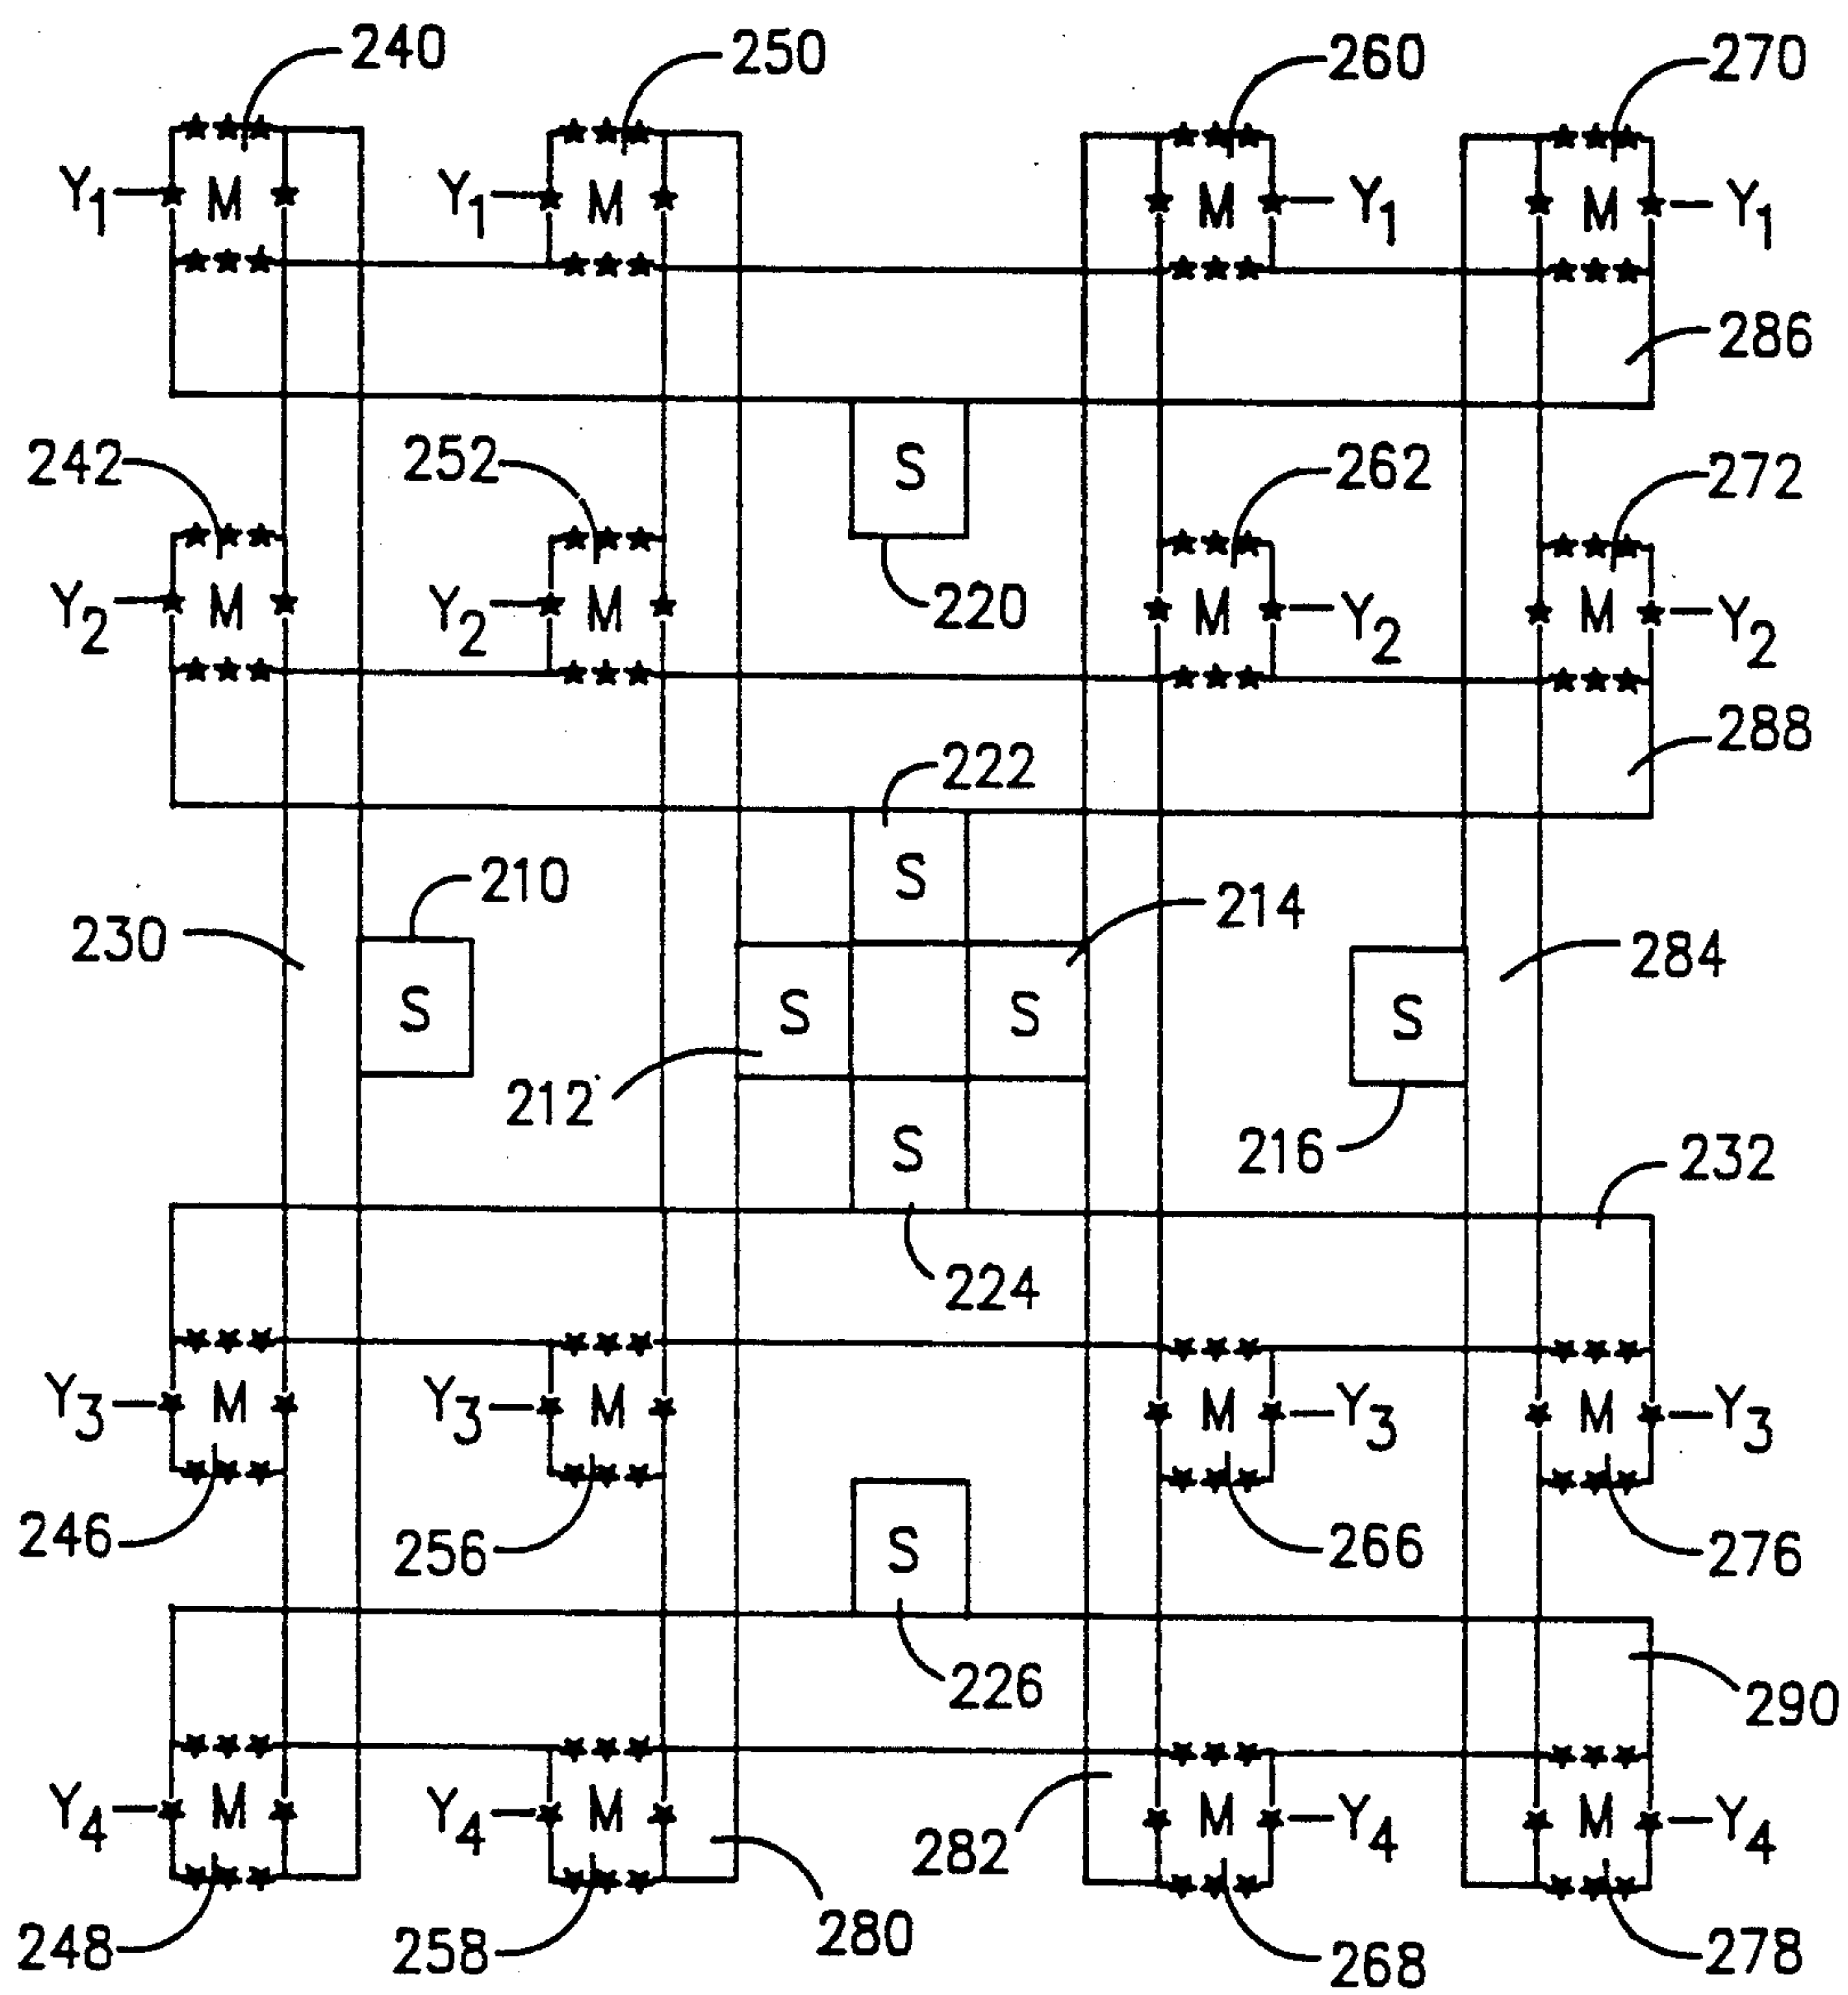 240 250 260 270
Y1 M Y1 M M Y1 M Y1
286
242 252 S 262 272
220
Y2 M Y2 M M Y2 M Y2
288
222
210 S 214
230 284
S S S S
212 216
S 232
224
Y3 M Y3 M M Y3 M Y3
246 256 S 266 276
226 290
Y4 M Y4 M 282 M Y4 M Y4
248 258 280 268 278